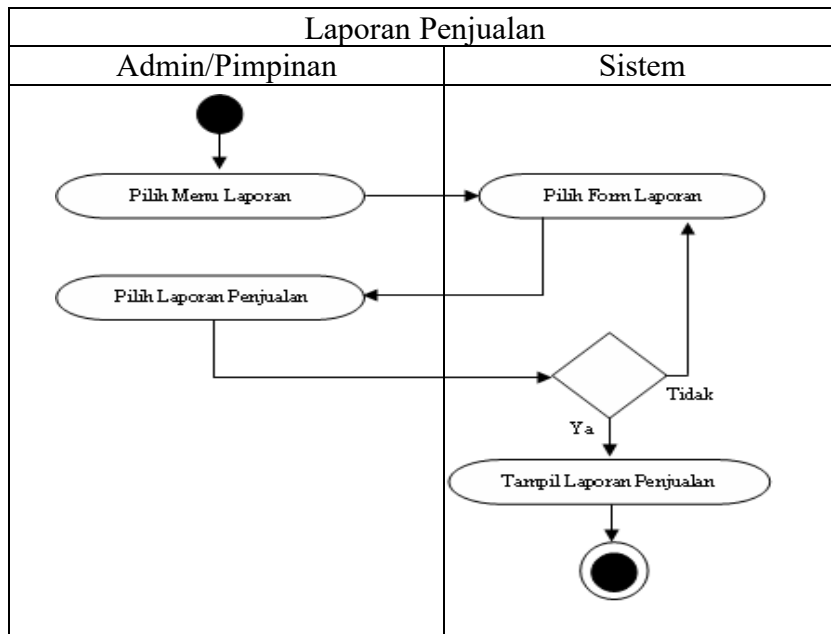 Laporan Penjualan
Admin/Pimpinan
Sistem
Pilih Menu Laporan
Pilih Form Laporan
Pilih Laporan Penjualan
Tidak
Ya
Tampil Laporan Penjualan